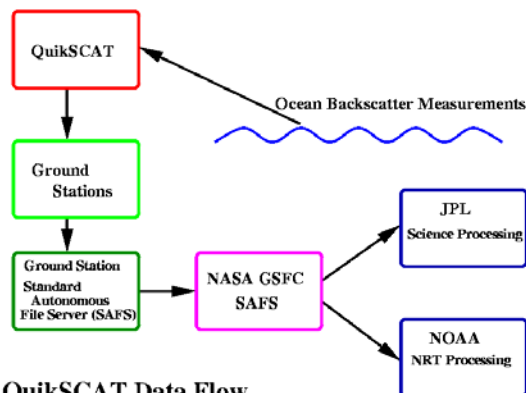 QuikSCAT
Ocean Backscatter Measurements
Ground
Stations
JPL
Science Processing
Ground Station
Standard
Autonomous
File Server (SAFS)
NASA GSFC
SAFS
NOAA
NRT Processing
QuikSCAT Data Flow